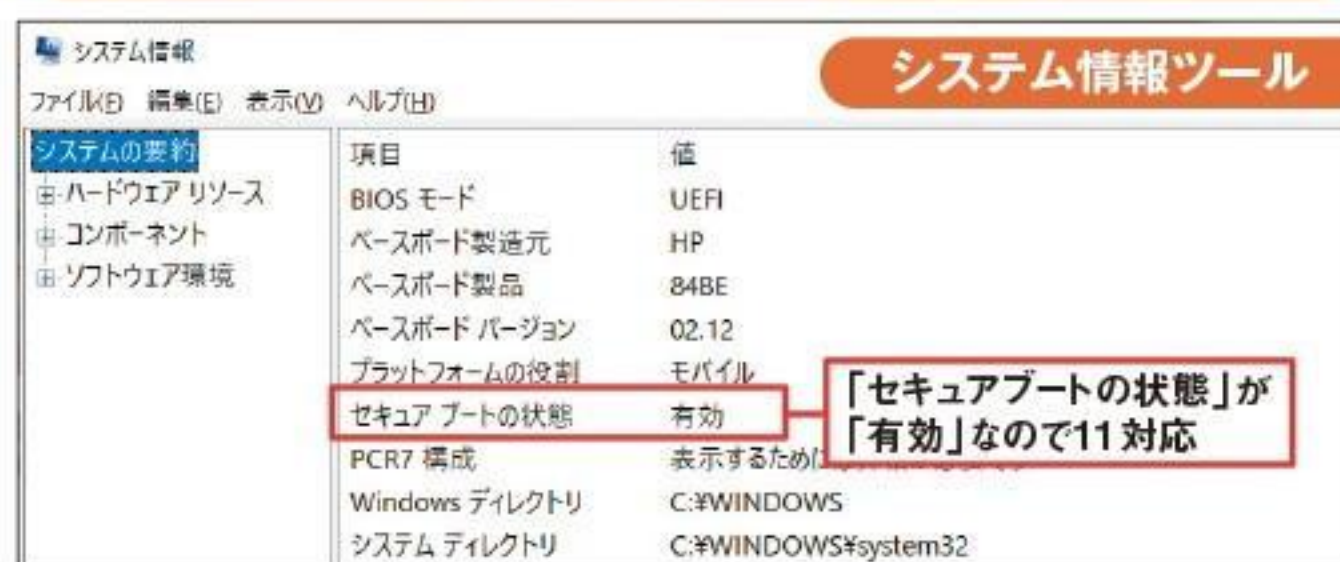 システム情報
システム情報ツール
ファイル(F) 編集(E) 表示(V) ヘルプ(H)
システムの要約
ハードウェア リソース
コンポーネント
ソフトウェア環境
項目 値
BIOS モード UEFI
ベースボード製造元 HP
ベースボード製品 84BE
ベースボード バージョン 02.12
プラットフォームの役割 モバイル
セキュア ブートの状態 有効
「セキュアブートの状態」が
「有効」なので11対応
PCR7 構成 表示するために
Windows ディレクトリ C:¥WINDOWS
システム ディレクトリ C:¥WINDOWS¥system32